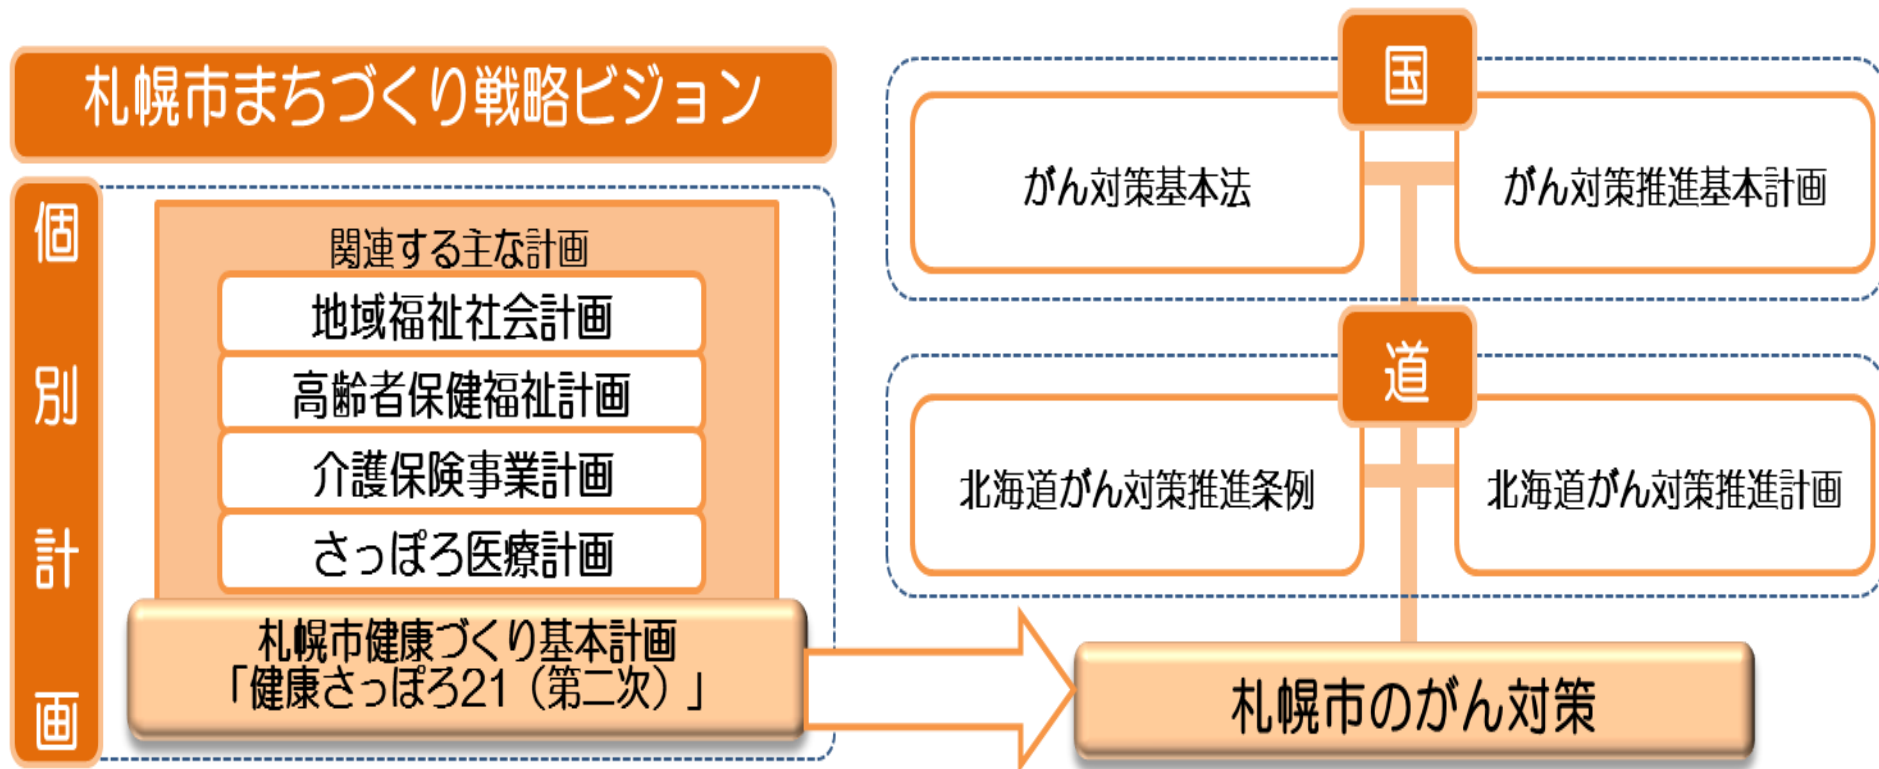 札幌市まちづくり戦略ビジョン
個別計画
関連する主な計画
地域福祉社会計画
高齢者保健福祉計画
介護保険事業計画
さっぽろ医療計画
札幌市健康づくり基本計画
「健康さっぽろ21（第二次）」
国
がん対策基本法
がん対策推進基本計画
道
北海道がん対策推進条例
北海道がん対策推進計画
札幌市のがん対策